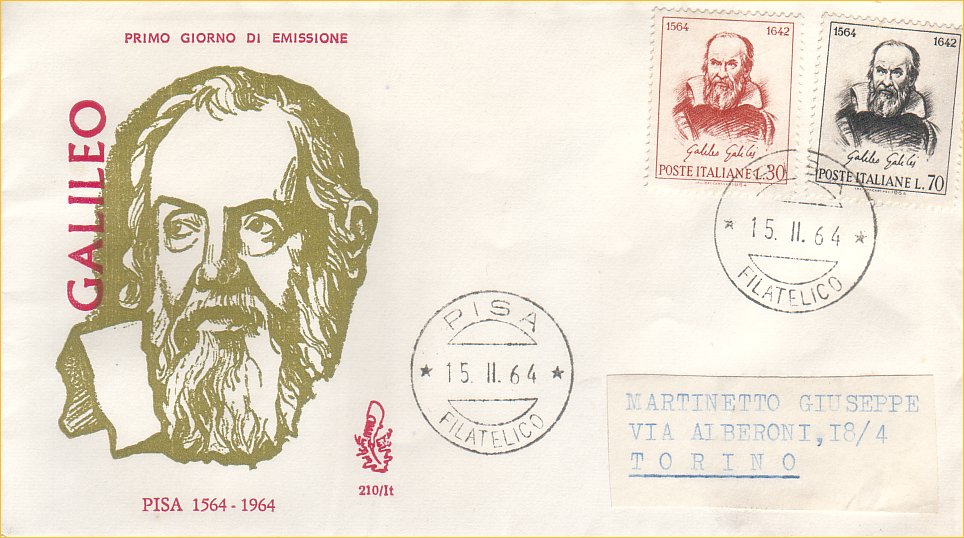 PRIMO GIORNO DI EMISSIONE
GALILEO
PISA 1564 - 1964
210/It
1564 1642
Galileo Galilei
POSTE ITALIANE L.30
1564 1642
Galileo Galilei
POSTE ITALIANE L.70
PISA
★ 15. II. 64 ★
FILATELICO
★ 15. II. 64 ★
FILATELICO
MARTINETTO GIUSEPPE
VIA AlBERONI,I8/4
TORINO